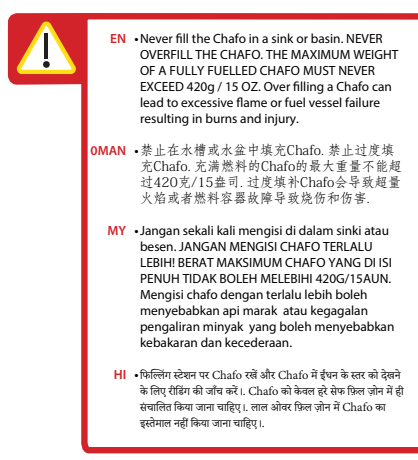 EN •Never fill the Chafo in a sink or basin. NEVER
OVERFILL THE CHAFO. THE MAXIMUM WEIGHT
OF A FULLY FUELLED CHAFO MUST NEVER
EXCEED 420g / 15 OZ. Over filling a Chafo can
lead to excessive flame or fuel vessel failure
resulting in burns and injury.
0MAN •禁止在水槽或水盆中填充Chafo. 禁止过度填
充Chafo. 充满燃料的Chafo的最大重量不能超
过420克/15盎司. 过度填补Chafo会导致超量
火焰或者燃料容器故障导致烧伤和伤害.
MY •Jangan sekali kali mengisi di dalam sinki atau
besen. JANGAN MENGISI CHAFO TERLALU
LEBIH! BERAT MAKSIMUM CHAFO YANG DI ISI
PENUH TIDAK BOLEH MELEBIHI 420G/15AUN.
Mengisi chafo dengan terlalu lebih boleh
menyebabkan api marak atau kegagalan
pengaliran minyak yang boleh menyebabkan
kebakaran dan kecederaan.
HI •फिल्लिंग स्टेशन पर Chafo रखें और Chafo में ईंधन के स्तर को देखने
के लिए रीडिंग की जाँच करें।. Chafo को केवल हरे सेफ फ़िल ज़ोन में ही
संचालित किया जाना चाहिए।. लाल ओवर फ़िल ज़ोन में Chafo का
इस्तेमाल नहीं किया जाना चाहिए।.